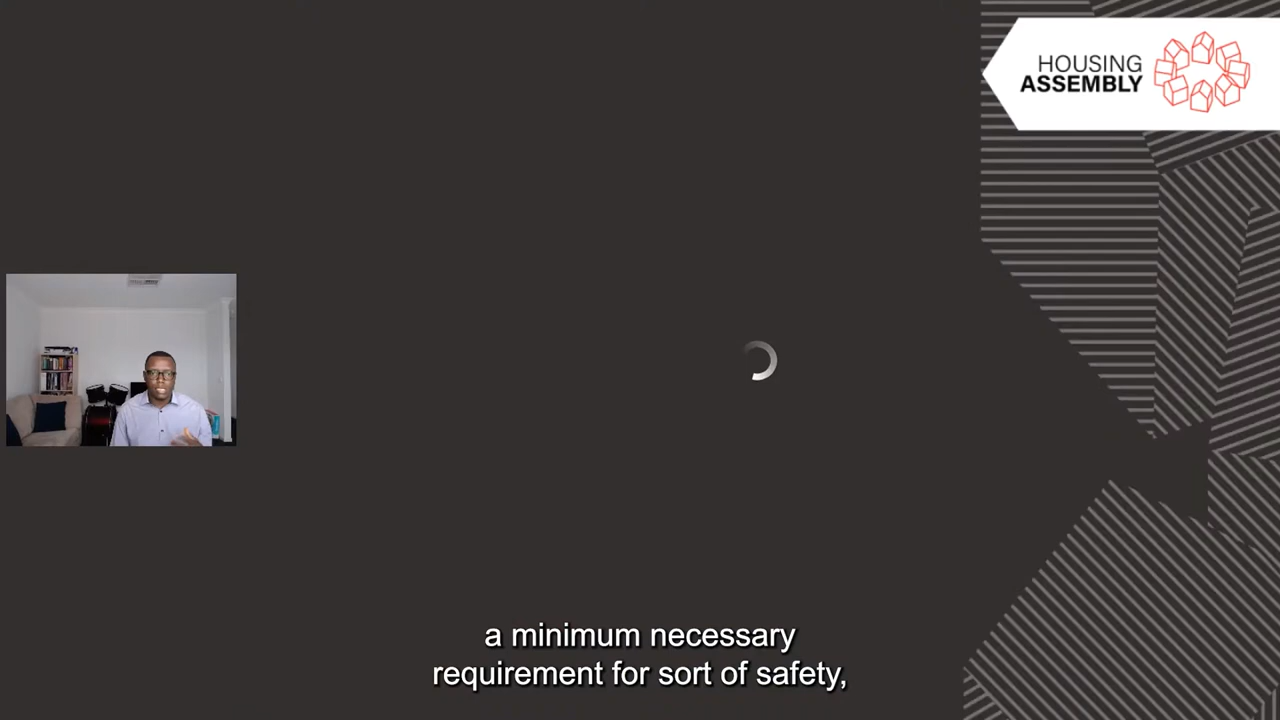 HOUSING
ASSEMBLY
a minimum necessary
requirement for sort of safety,